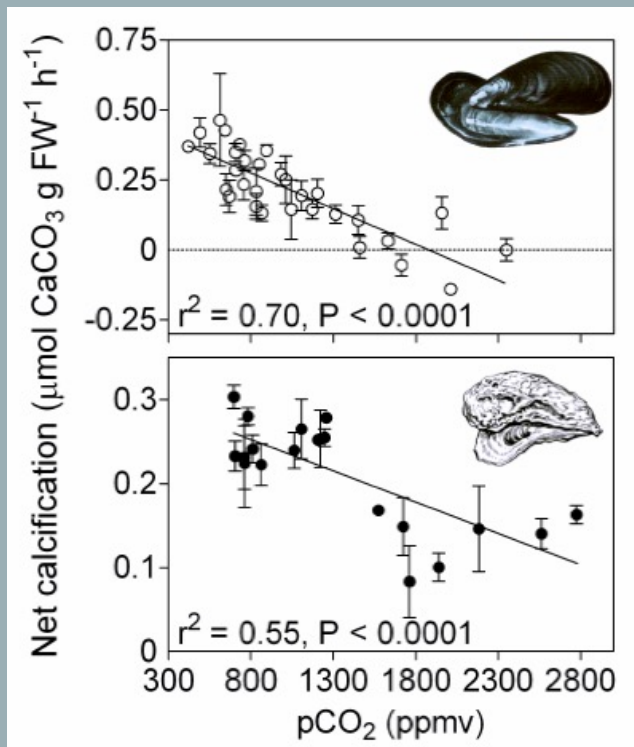 Net calcification (μmol CaCO₃ g FW⁻¹ h⁻¹)
0.75
0.50
0.25
0
-0.25
r² = 0.70, P < 0.0001
0.3
0.2
0.1
0
r² = 0.55, P < 0.0001
300 800 1300 1800 2300 2800
pCO₂ (ppmv)